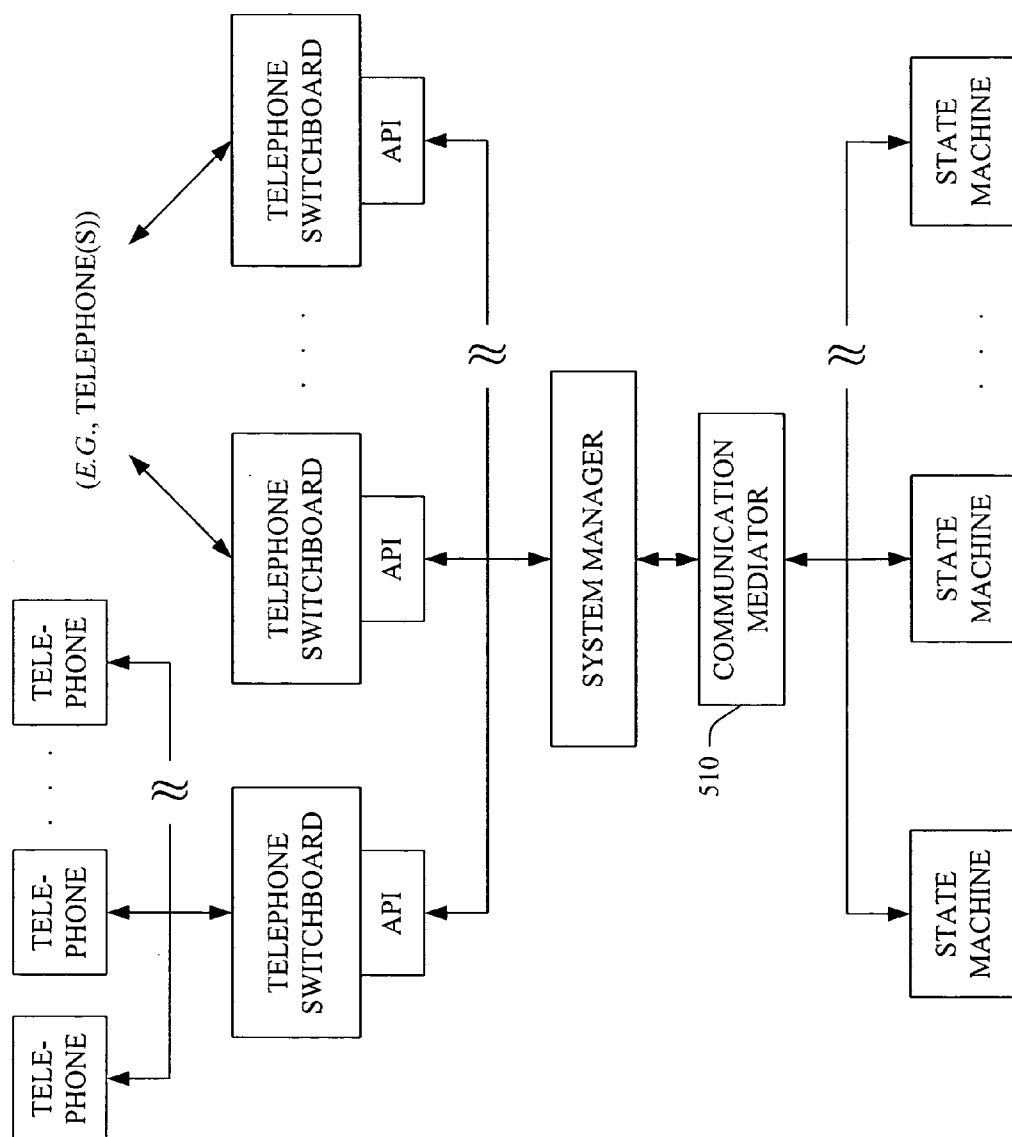 TELE-
PHONE
TELE-
PHONE
. . .
TELE-
PHONE
(E.G., TELEPHONE(S))
TELEPHONE
SWITCHBOARD
TELEPHONE
SWITCHBOARD
. . .
TELEPHONE
SWITCHBOARD
API
API
API
SYSTEM MANAGER
510
COMMUNICATION
MEDIATOR
STATE
MACHINE
STATE
MACHINE
. . .
STATE
MACHINE